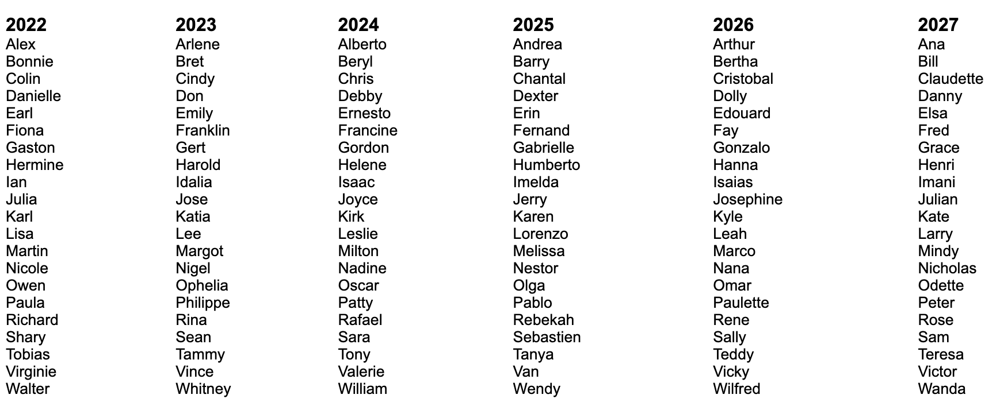 2022 2023 2024 2025 2026 2027
Alex Arlene Alberto Andrea Arthur Ana
Bonnie Bret Beryl Barry Bertha Bill
Colin Cindy Chris Chantal Cristobal Claudette
Danielle Don Debby Dexter Dolly Danny
Earl Emily Ernesto Erin Edouard Elsa
Fiona Franklin Francine Fernand Fay Fred
Gaston Gert Gordon Gabrielle Gonzalo Grace
Hermine Harold Helene Humberto Hanna Henri
Ian Idalia Isaac Imelda Isaias Imani
Julia Jose Joyce Jerry Josephine Julian
Karl Katia Kirk Karen Kyle Kate
Lisa Lee Leslie Lorenzo Leah Larry
Martin Margot Milton Melissa Marco Mindy
Nicole Nigel Nadine Nestor Nana Nicholas
Owen Ophelia Oscar Olga Omar Odette
Paula Philippe Patty Pablo Paulette Peter
Richard Rina Rafael Rebekah Rene Rose
Shary Sean Sara Sebastien Sally Sam
Tobias Tammy Tony Tanya Teddy Teresa
Virginie Vince Valerie Van Vicky Victor
Walter Whitney William Wendy Wilfred Wanda